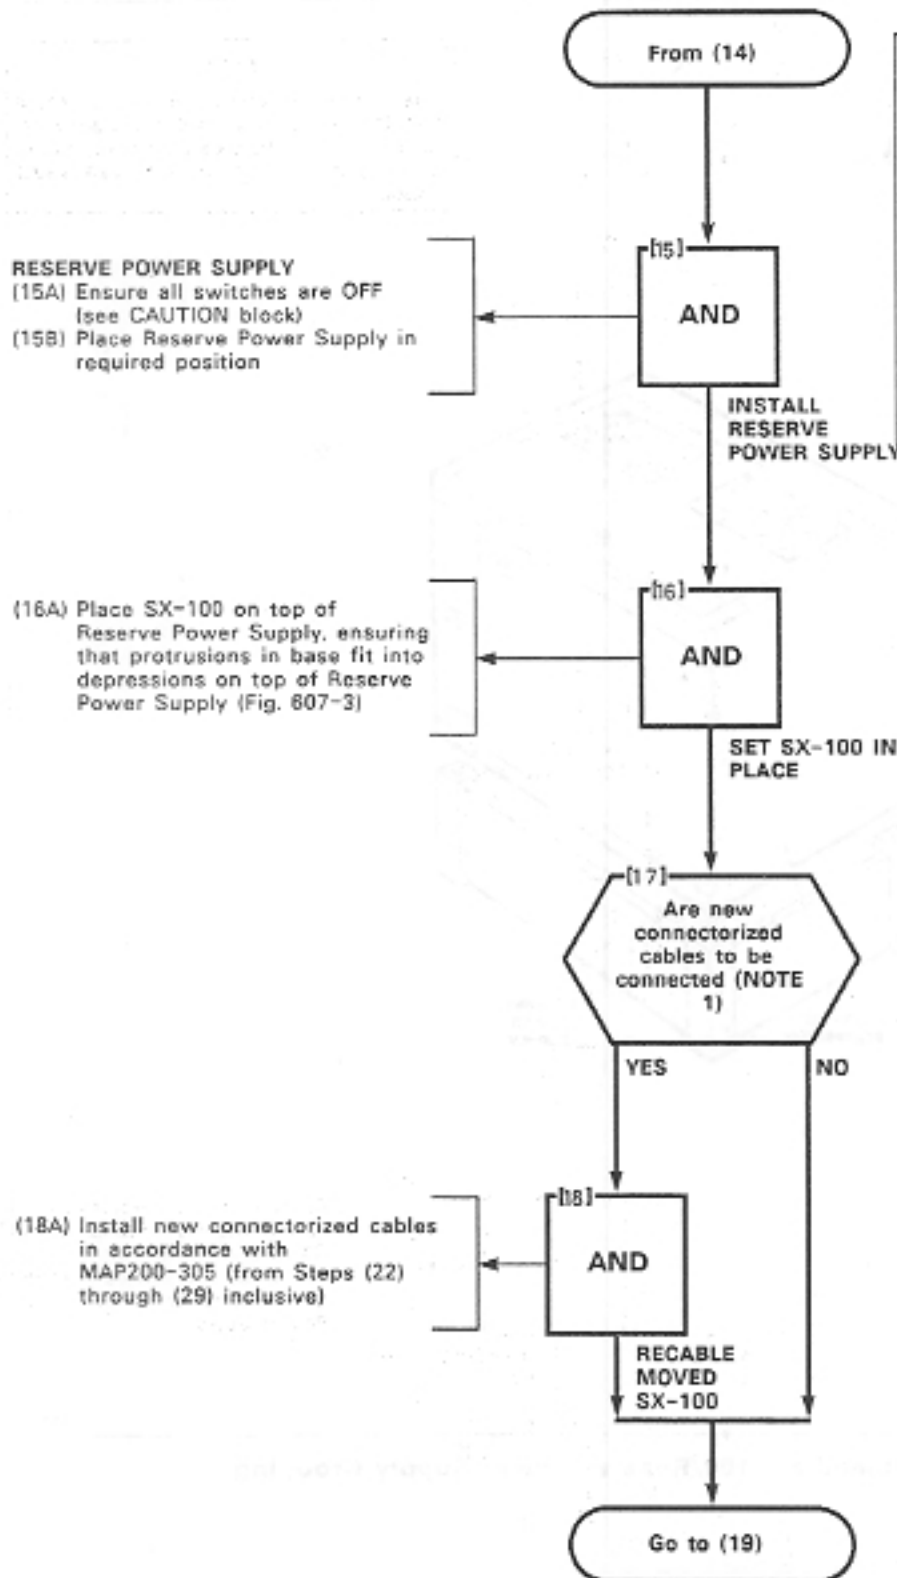 From (14)
[15]
AND
RESERVE POWER SUPPLY
(15A) Ensure all switches are OFF
(see CAUTION block)
(15B) Place Reserve Power Supply in
required position
INSTALL
RESERVE
POWER SUPPLY
[16]
AND
(16A) Place SX-100 on top of
Reserve Power Supply, ensuring
that protrusions in base fit into
depressions on top of Reserve
Power Supply (Fig. 607-3)
SET SX-100 IN
PLACE
[17]
Are new
connectorized
cables to be
connected (NOTE
1)
YES
NO
[18]
AND
(18A) Install new connectorized cables
in accordance with
MAP200-305 (from Steps (22)
through (29) inclusive)
RECABLE
MOVED
SX-100
Go to (19)